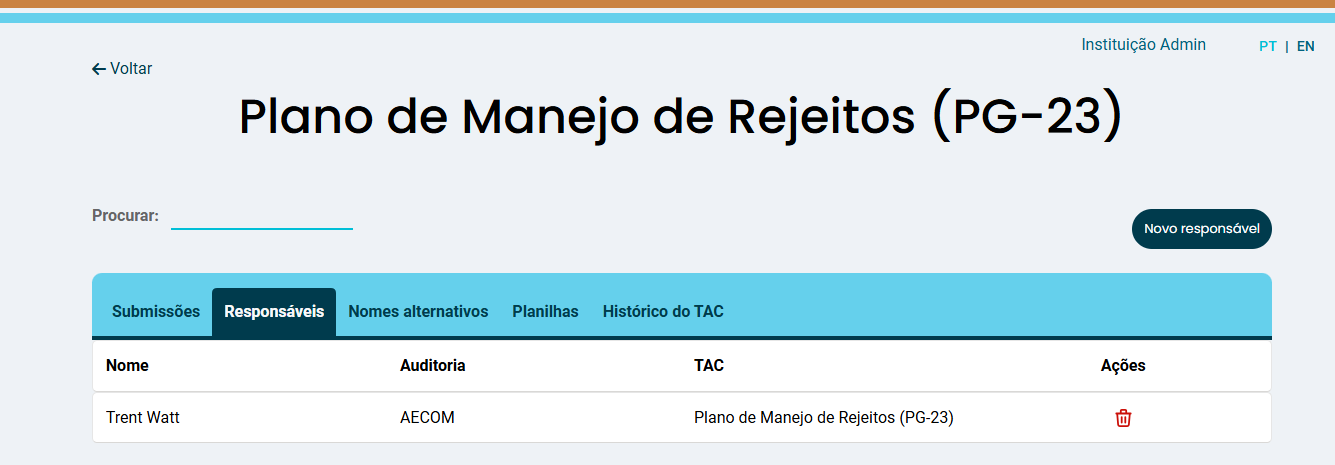 Instituição Admin PT | EN
Voltar
Plano de Manejo de Rejeitos (PG-23)
Procurar:
Novo responsável
Submissões Responsáveis Nomes alternativos Planilhas Histórico do TAC
Nome Auditoria TAC Ações
Trent Watt AECOM Plano de Manejo de Rejeitos (PG-23)